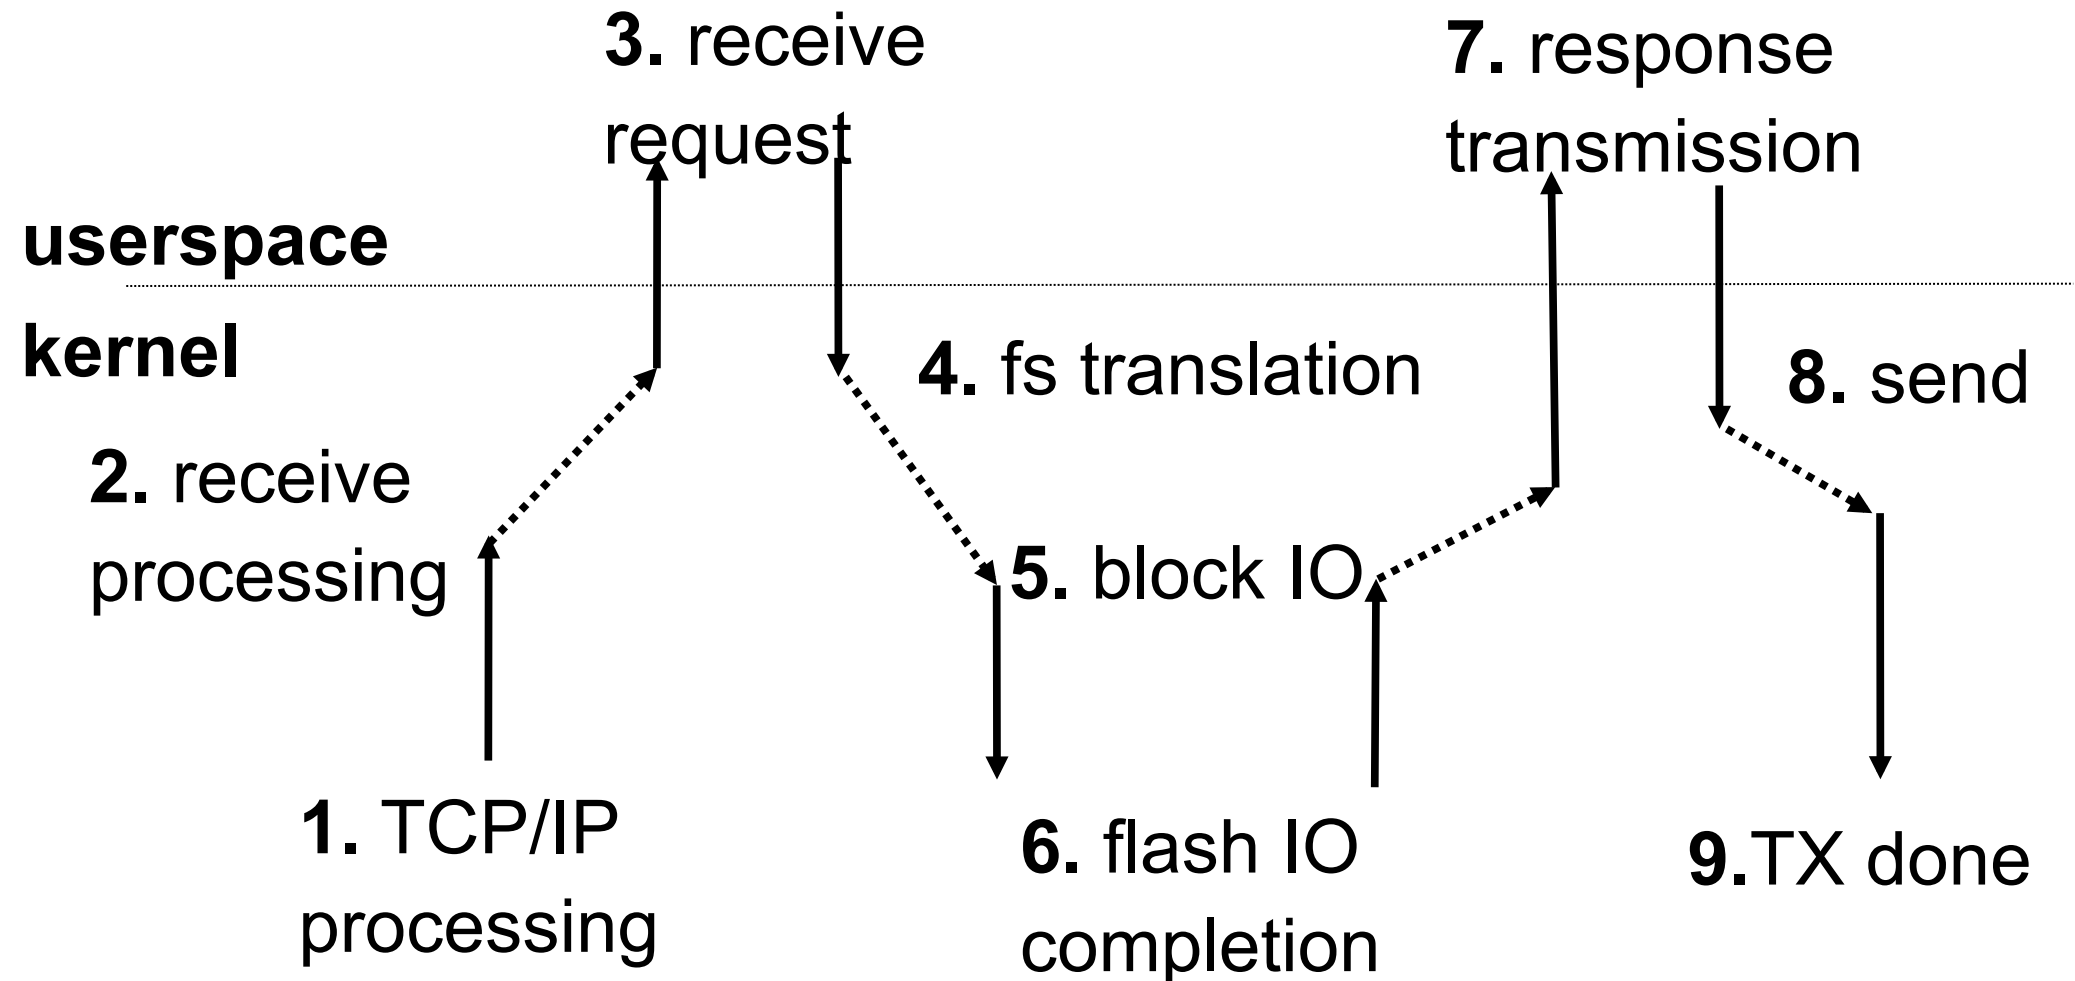 3. receive
request
7. response
transmission
userspace
kernel
4. fs translation
8. send
2. receive
processing
5. block IO
1. TCP/IP
processing
6. flash IO
completion
9.TX done